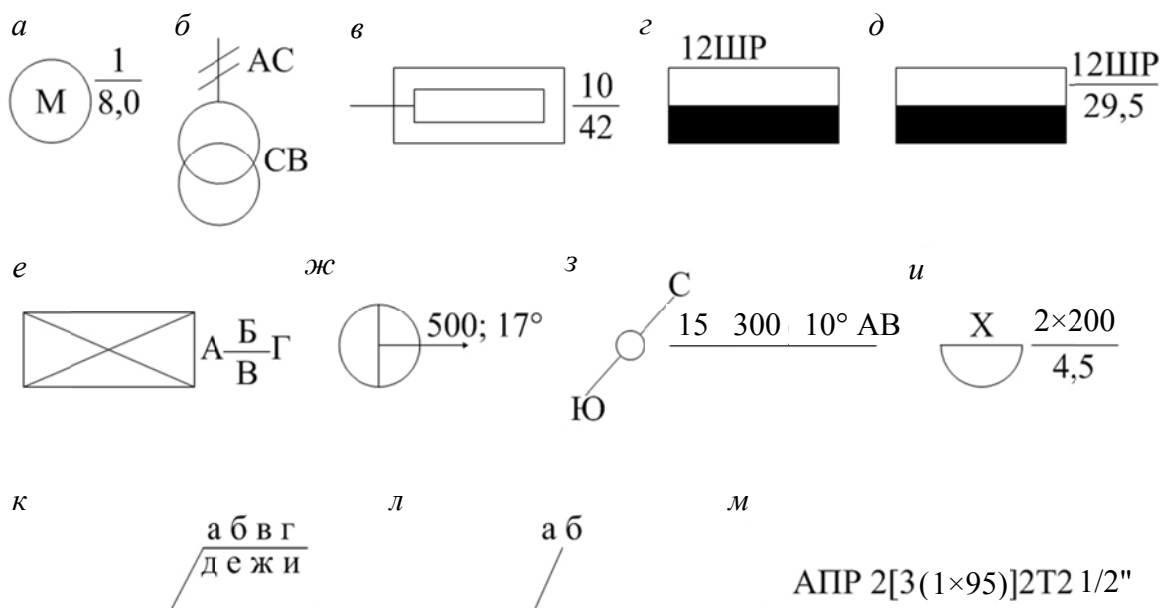 а
1
М
8,0
б
АС
СВ
в
10
42
г
12ШР
д
12ШР
29,5
е
А Б Г
В
ж
500; 17°
з
С
15 300 10° АВ
Ю
и
Х
2×200
4,5
к
а б в г
д е ж и
л
а б
м
АПР 2[3(1×95)]2Т2 1/2"